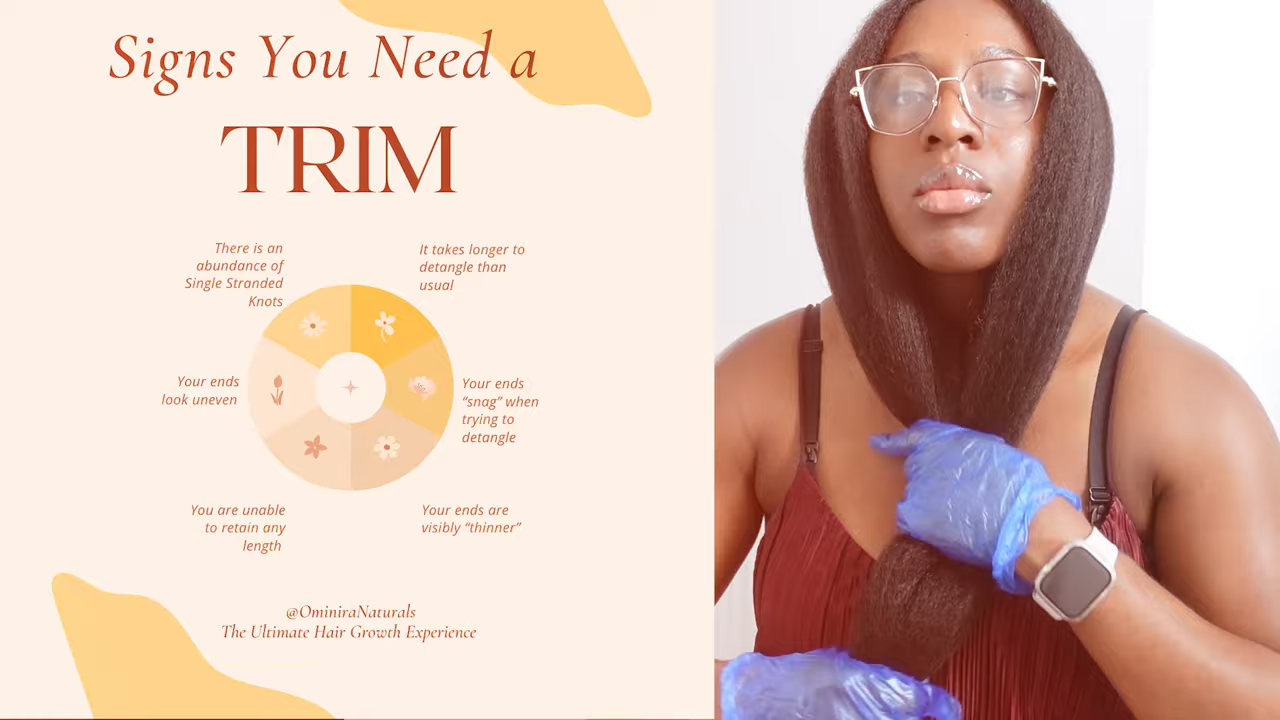 Signs You Need a
TRIM
There is an
abundance of
Single Stranded
Knots
It takes longer to
detangle than
usual
Your ends
look uneven
Your ends
“snag” when
trying to
detangle
You are unable
to retain any
length
Your ends are
visibly “thinner”
@OminiraNaturals
The Ultimate Hair Growth Experience